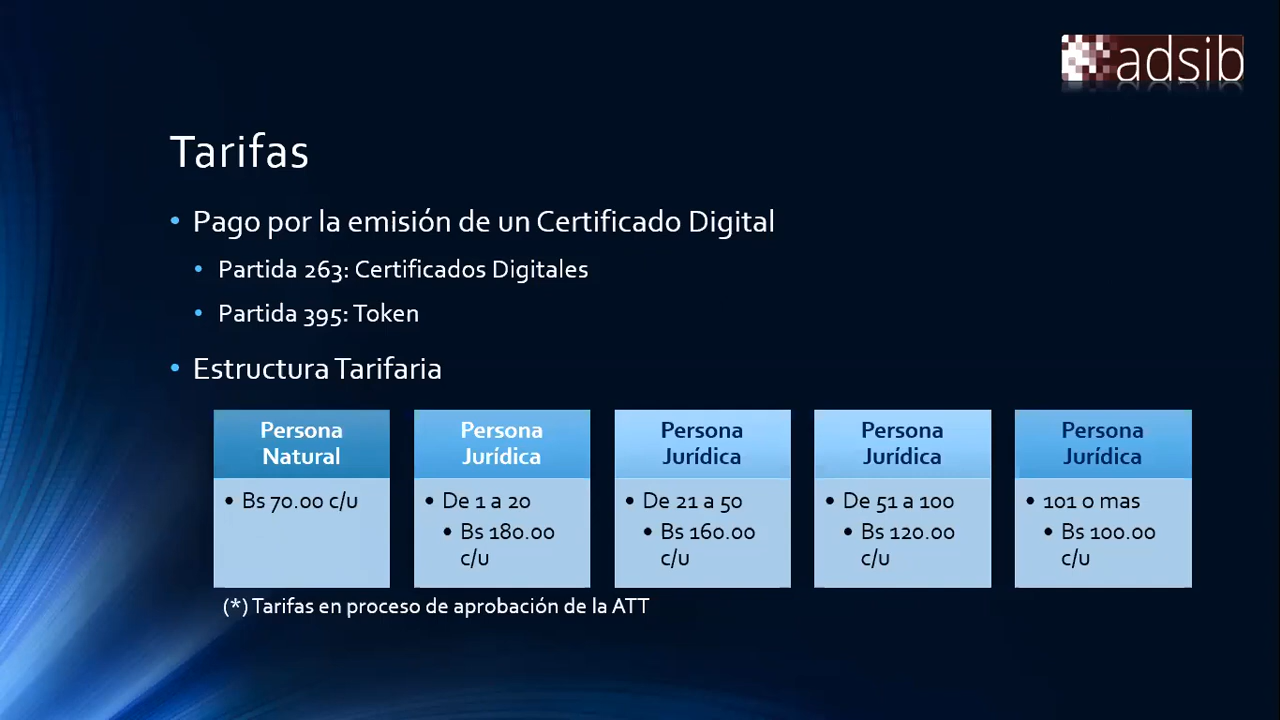 adsib
Tarifas
• Pago por la emisión de un Certificado Digital
• Partida 263: Certificados Digitales
• Partida 395: Token
• Estructura Tarifaria
Persona
Natural
• Bs 70.00 c/u
Persona
Jurídica
• De 1 a 20
• Bs 180.00
c/u
Persona
Jurídica
• De 21 a 50
• Bs 160.00
c/u
Persona
Jurídica
• De 51 a 100
• Bs 120.00
c/u
Persona
Jurídica
• 101 o mas
• Bs 100.00
c/u
(*) Tarifas en proceso de aprobación de la ATT